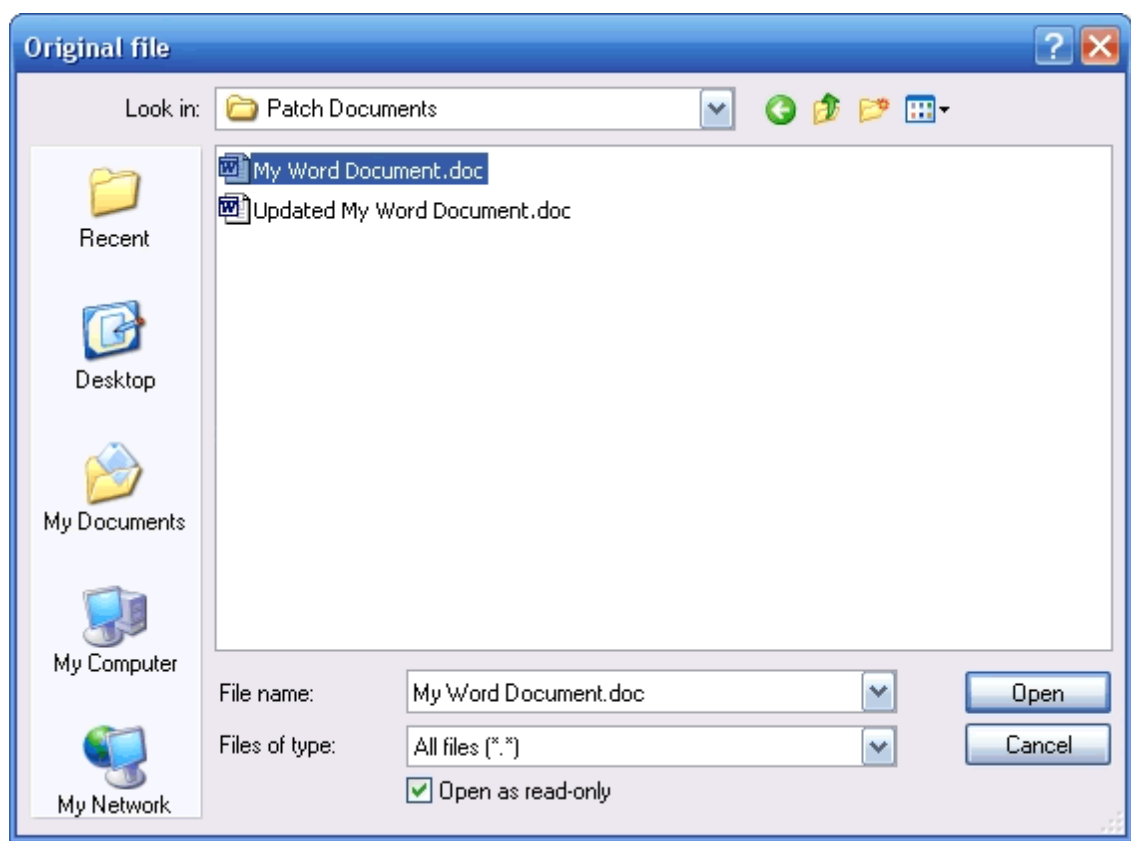 Original file
Look in: Patch Documents
My Word Document.doc
Updated My Word Document.doc
Recent
Desktop
My Documents
My Computer
My Network
File name: My Word Document.doc Open
Files of type: All files (*.*) Cancel
Open as read-only